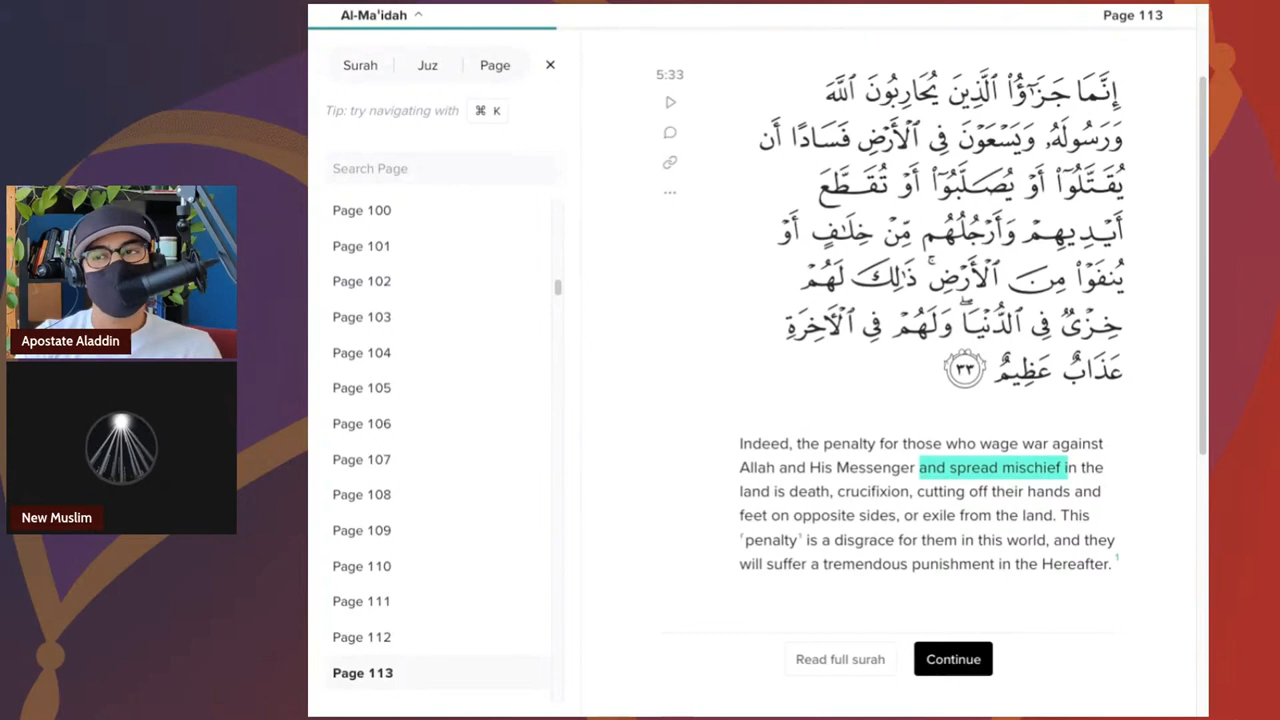 Al-Ma'idah
Page 113
Surah
Juz
Page
Tip: try navigating with ⌘ K
Search Page
Page 100
Page 101
Page 102
Page 103
Page 104
Page 105
Page 106
Page 107
Page 108
Page 109
Page 110
Page 111
Page 112
Page 113
Apostate Aladdin
New Muslim
5:33
إِنَّمَا جَزَٰٓؤُا۟ ٱلَّذِينَ يُحَارِبُونَ ٱللَّهَ
وَرَسُولَهُۥ وَيَسْعَوْنَ فِى ٱلْأَرْضِ فَسَادًا أَن
يُقَتَّلُوٓا۟ أَوْ يُصَلَّبُوٓا۟ أَوْ تُقَطَّعَ
أَيْدِيهِمْ وَأَرْجُلُهُم مِّنْ خِلَـٰفٍ أَوْ
يُنفَوْا۟ مِنَ ٱلْأَرْضِ ۚ ذَٰلِكَ لَهُمْ
خِزْىٌ فِى ٱلدُّنْيَا ۖ وَلَهُمْ فِى ٱلْـَٔاخِرَةِ
عَذَابٌ عَظِيمٌ ٣٣
Indeed, the penalty for those who wage war against
Allah and His Messenger and spread mischief in the
land is death, crucifixion, cutting off their hands and
feet on opposite sides, or exile from the land. This
˹penalty˺ is a disgrace for them in this world, and they
will suffer a tremendous punishment in the Hereafter. 1
Read full surah
Continue